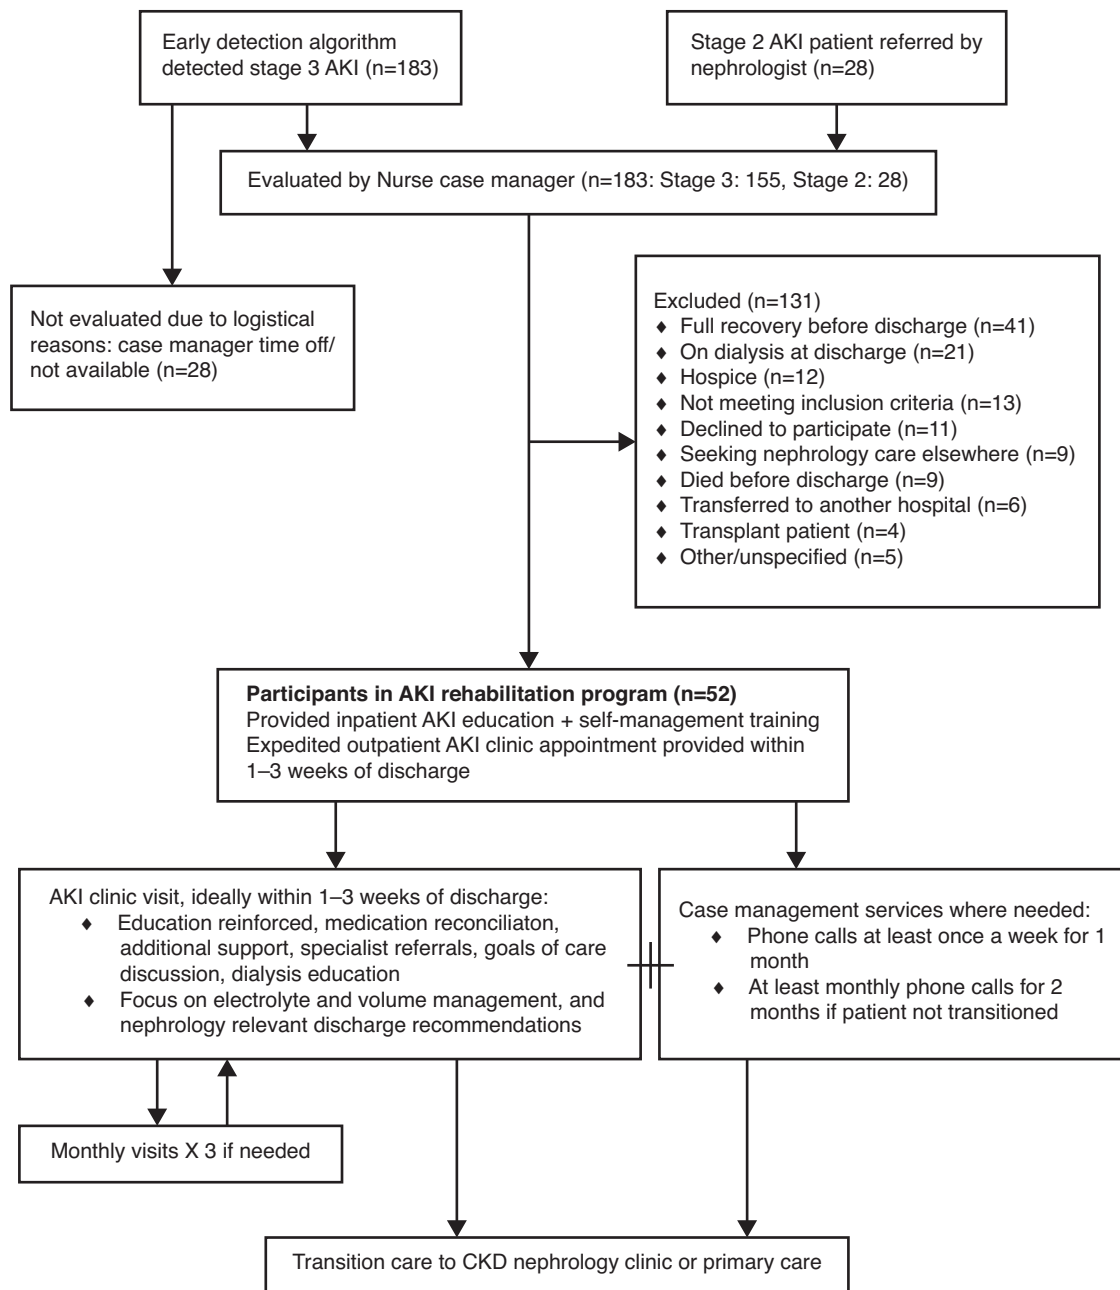 Early detection algorithm
detected stage 3 AKI (n=183)
Stage 2 AKI patient referred by
nephrologist (n=28)
Evaluated by Nurse case manager (n=183: Stage 3: 155, Stage 2: 28)
Not evaluated due to logistical
reasons: case manager time off/
not available (n=28)
Excluded (n=131)
♦ Full recovery before discharge (n=41)
♦ On dialysis at discharge (n=21)
♦ Hospice (n=12)
♦ Not meeting inclusion criteria (n=13)
♦ Declined to participate (n=11)
♦ Seeking nephrology care elsewhere (n=9)
♦ Died before discharge (n=9)
♦ Transferred to another hospital (n=6)
♦ Transplant patient (n=4)
♦ Other/unspecified (n=5)
Participants in AKI rehabilitation program (n=52)
Provided inpatient AKI education + self-management training
Expedited outpatient AKI clinic appointment provided within
1–3 weeks of discharge
AKI clinic visit, ideally within 1–3 weeks of discharge:
♦ Education reinforced, medication reconciliaton,
additional support, specialist referrals, goals of care
discussion, dialysis education
♦ Focus on electrolyte and volume management, and
nephrology relevant discharge recommendations
Case management services where needed:
♦ Phone calls at least once a week for 1
month
♦ At least monthly phone calls for 2
months if patient not transitioned
Monthly visits X 3 if needed
Transition care to CKD nephrology clinic or primary care